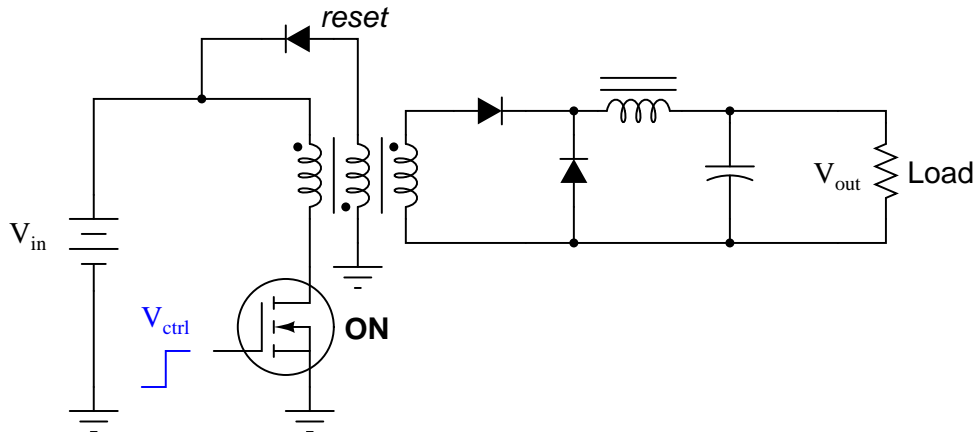 reset
V_in
V_ctrl
ON
V_out
Load